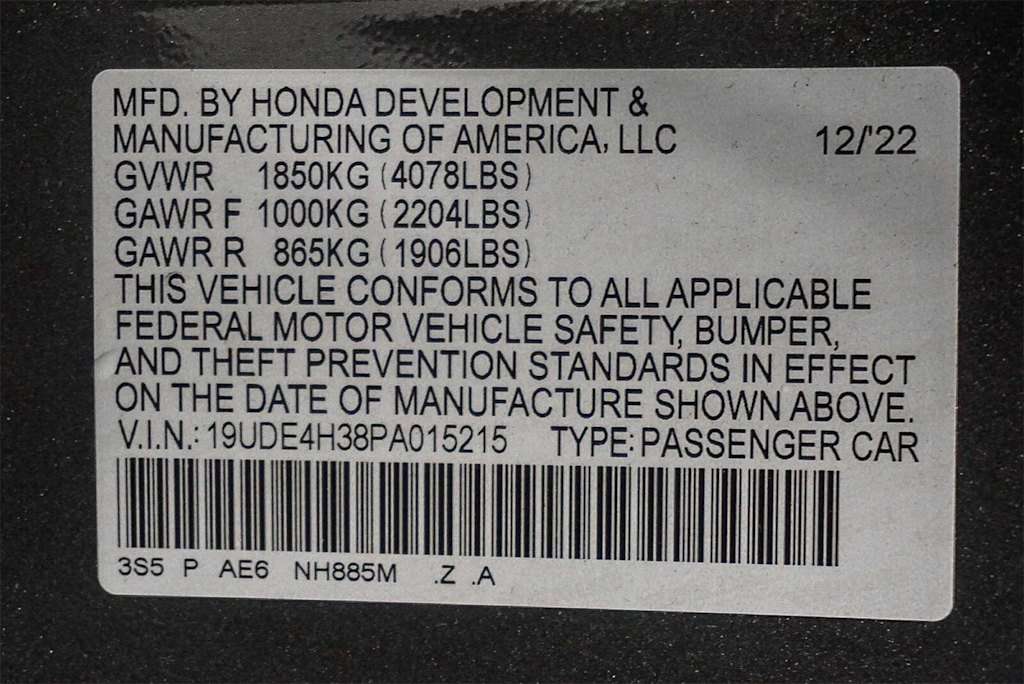 MFD. BY HONDA DEVELOPMENT &
MANUFACTURING OF AMERICA, LLC 12/'22
GVWR 1850KG (4078LBS)
GAWR F 1000KG (2204LBS)
GAWR R 865KG (1906LBS)
THIS VEHICLE CONFORMS TO ALL APPLICABLE
FEDERAL MOTOR VEHICLE SAFETY, BUMPER,
AND THEFT PREVENTION STANDARDS IN EFFECT
ON THE DATE OF MANUFACTURE SHOWN ABOVE.
V.I.N.: 19UDE4H38PA015215 TYPE: PASSENGER CAR
3S5 P AE6 NH885M .Z .A